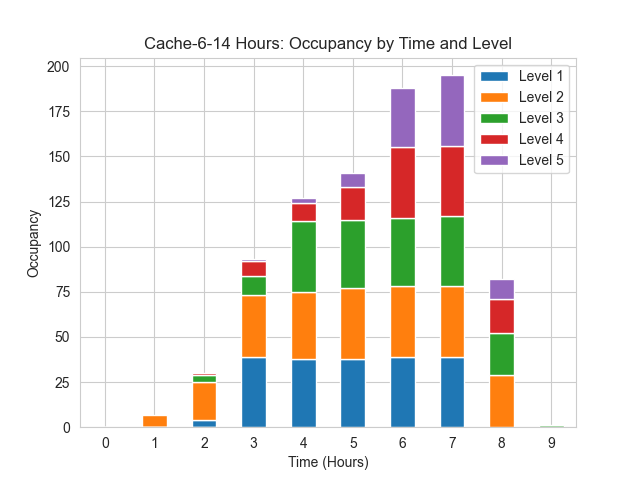 Cache-6-14 Hours: Occupancy by Time and Level
200
175
150
125
100
75
50
25
0
Occupancy
Level 1
Level 2
Level 3
Level 4
Level 5
0 1 2 3 4 5 6 7 8 9
Time (Hours)